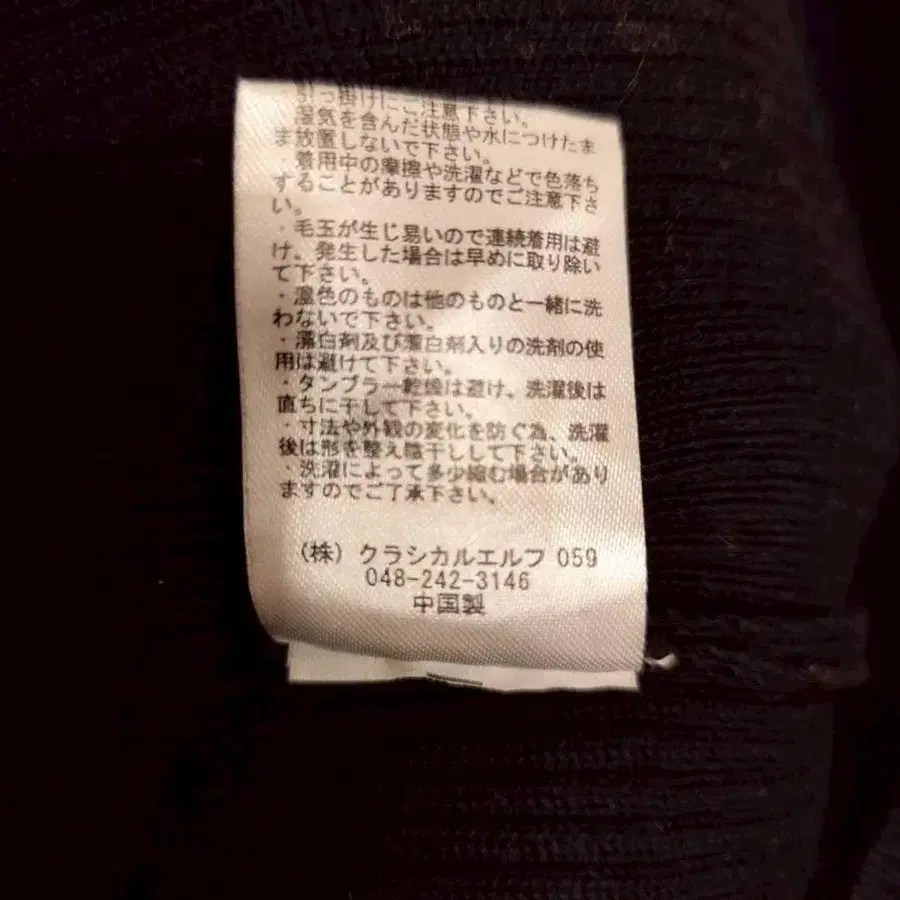 引っ掛けにご注意下さい。
湿気を含んだ状態や水につけたま
ま放置しないで下さい。
・着用中の摩擦や洗濯などで色落ち
することがありますのでご注意下さ
い。
・毛玉が生じ易いので連続着用は避
け、発生した場合は早めに取り除い
て下さい。
・濃色のものは他のものと一緒に洗
わないで下さい。
・漂白剤及び漂白剤入りの洗剤の使
用は避けて下さい。
・タンブラー乾燥は避け、洗濯後は
直ちに干して下さい。
・寸法や外観の変化を防ぐ為、洗濯
後は形を整え陰干しして下さい。
・洗濯によって多少縮む場合があり
ますのでご了承下さい。
(株) クラシカルエルフ 059
048-242-3146
中国製